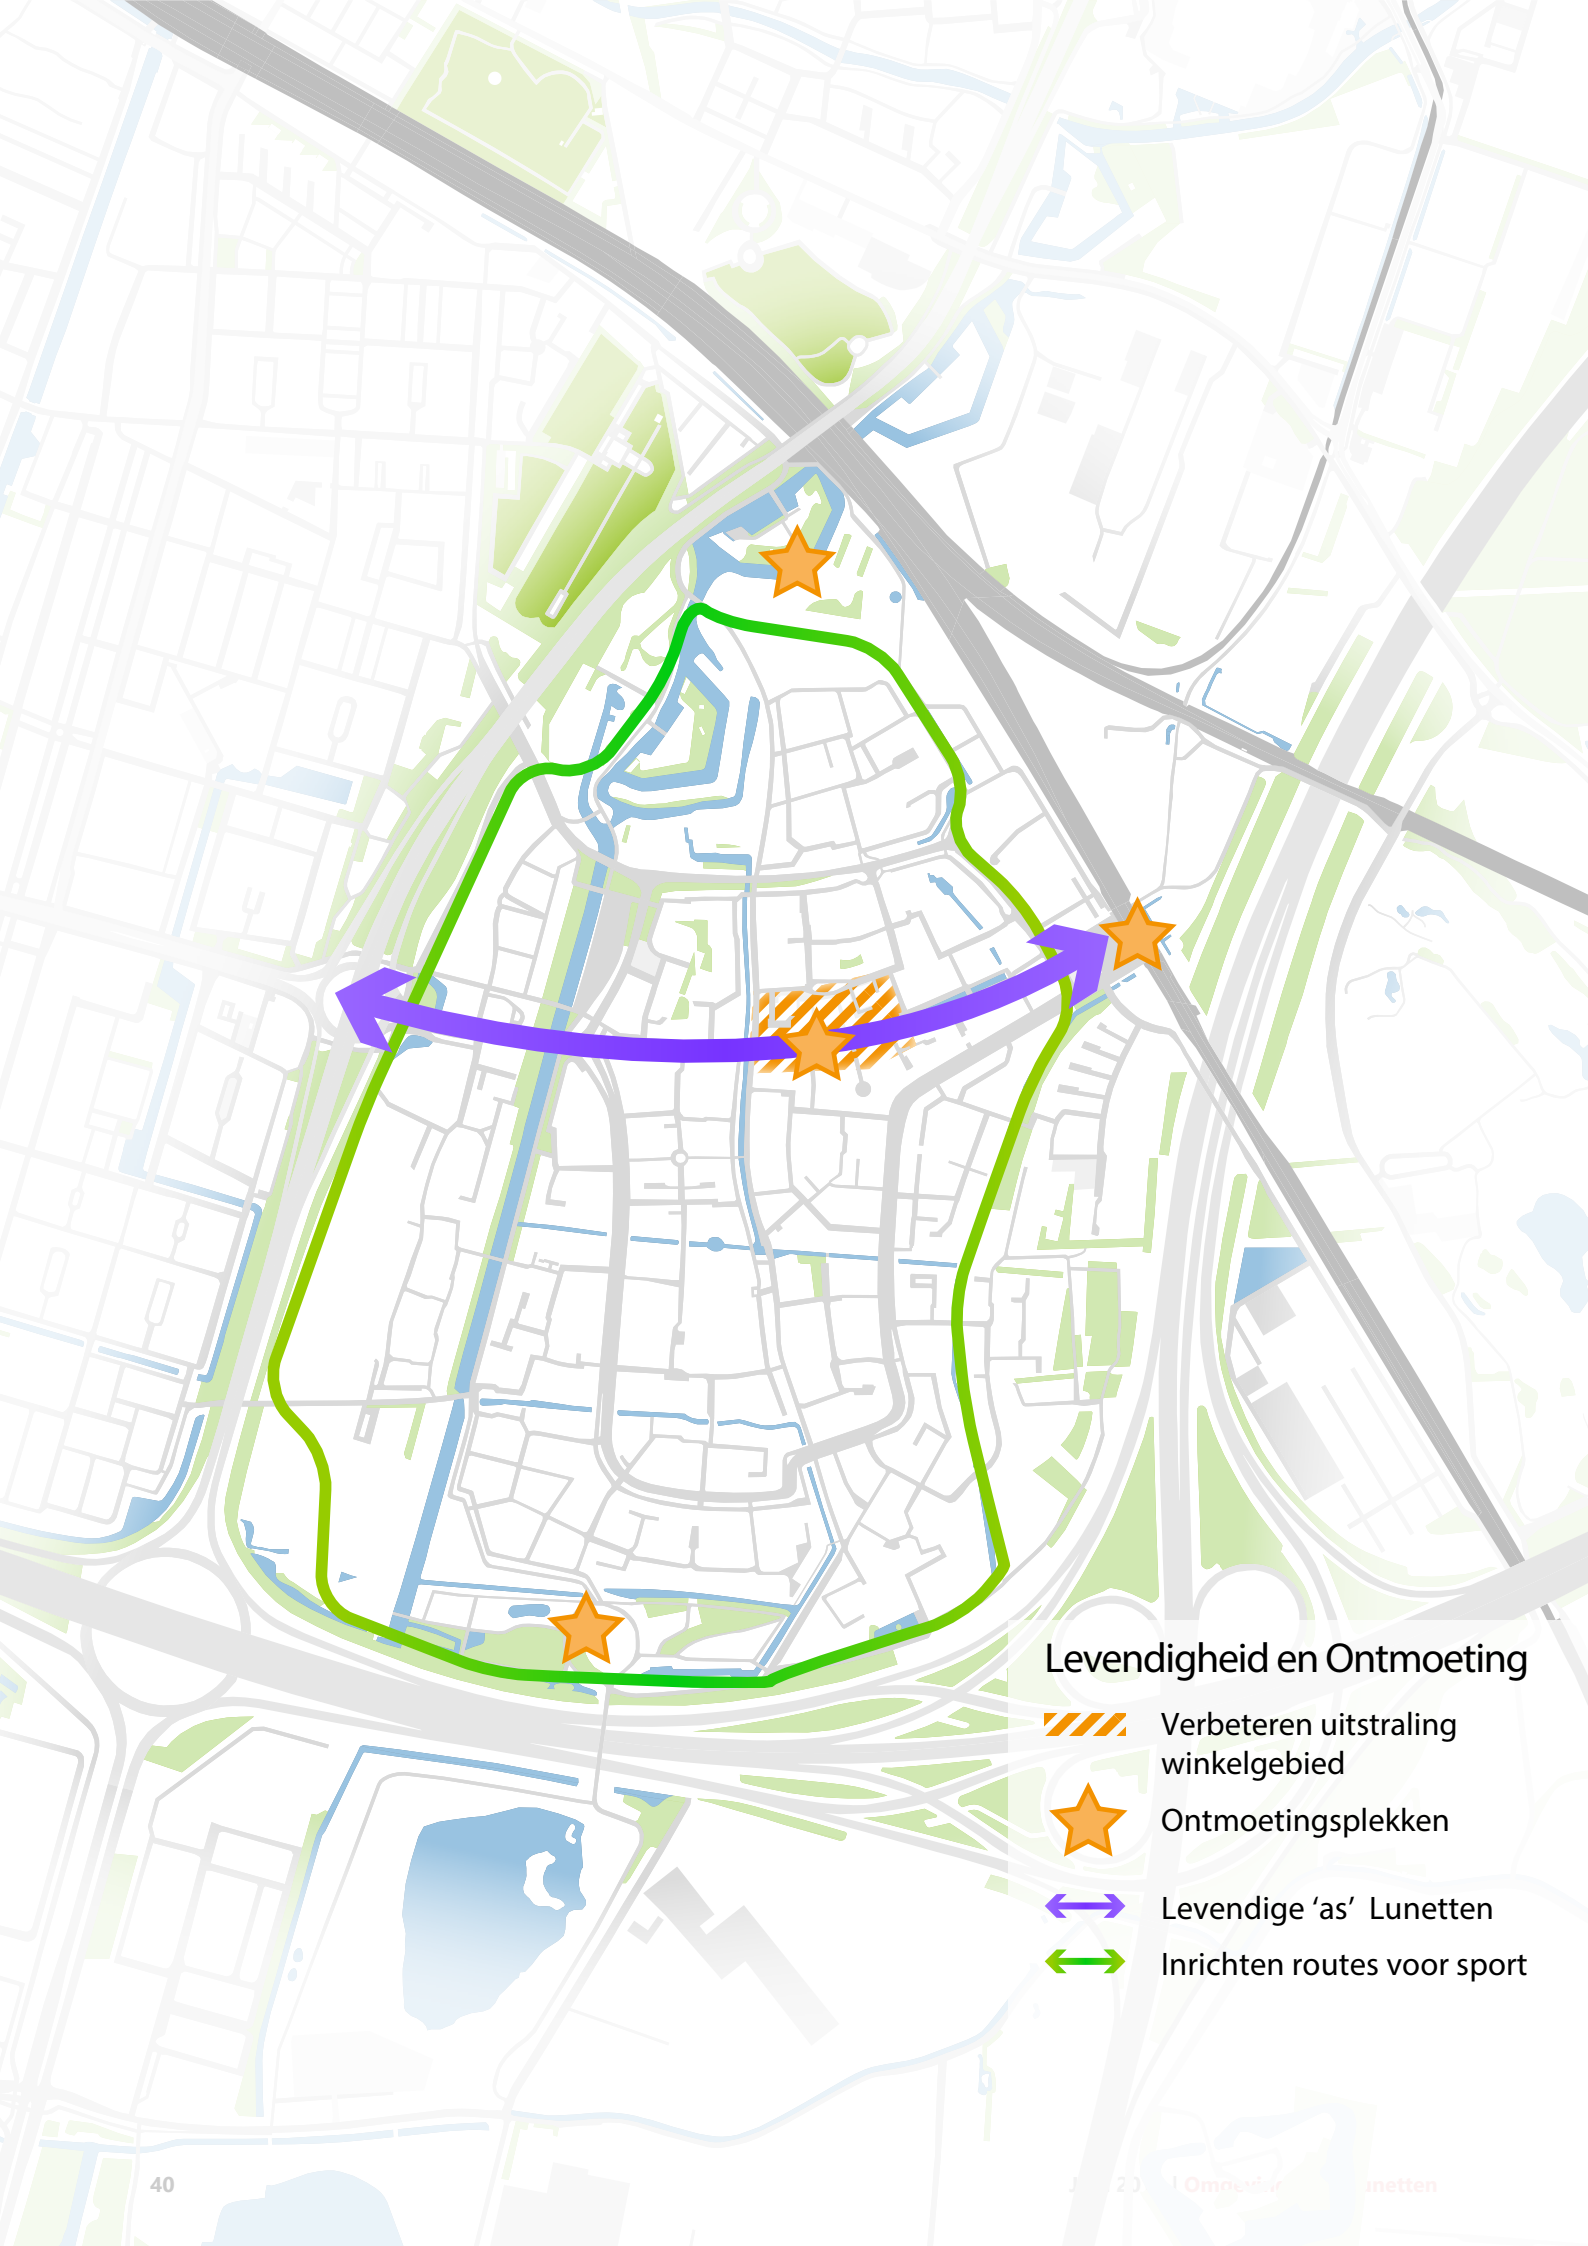 Levendigheid en Ontmoeting
Verbeteren uitstraling
winkelgebied
Ontmoetingsplekken
Levendige ‘as’ Lunetten
Inrichten routes voor sport
40